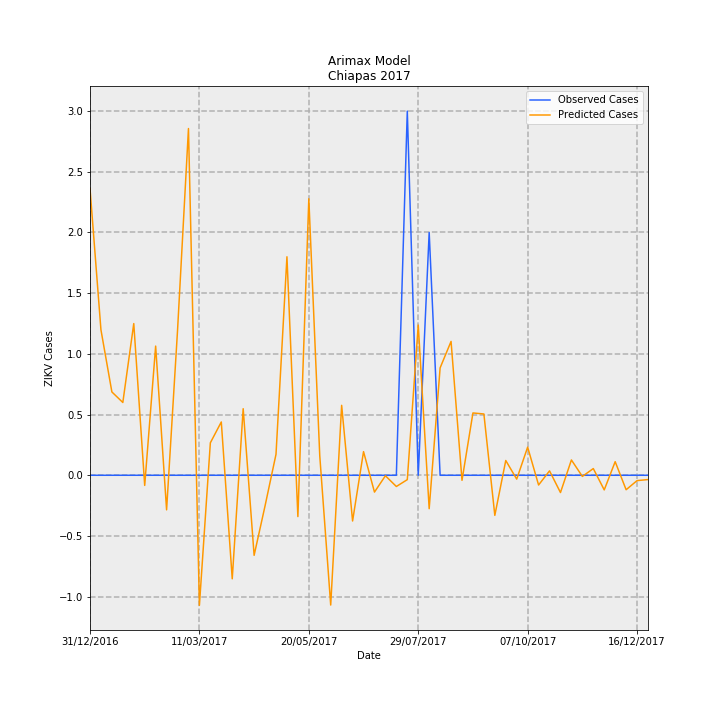 Arimax Model
Chiapas 2017
Observed Cases
Predicted Cases
3.0
2.5
2.0
1.5
1.0
0.5
0.0
−0.5
−1.0
ZIKV Cases
31/12/2016 11/03/2017 20/05/2017 29/07/2017 07/10/2017 16/12/2017
Date